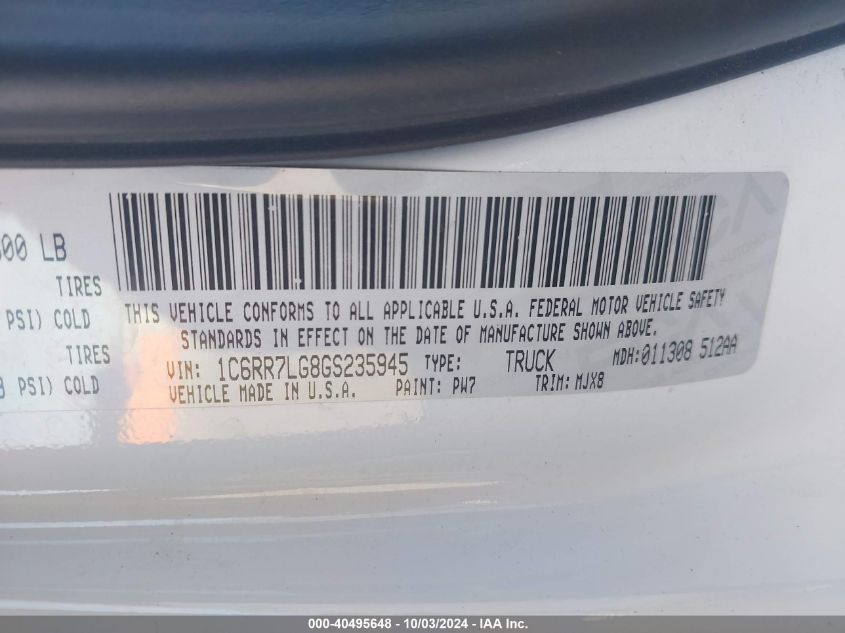 00 LB
TIRES
PSI) COLD
TIRES
PSI) COLD
THIS VEHICLE CONFORMS TO ALL APPLICABLE U.S.A. FEDERAL MOTOR VEHICLE SAFETY
STANDARDS IN EFFECT ON THE DATE OF MANUFACTURE SHOWN ABOVE.
VIN: 1C6RR7LG8GS235945 TYPE: TRUCK MDH:011308 512AA
VEHICLE MADE IN U.S.A. PAINT: PW7 TRIM: MJX8
000-40495648 - 10/03/2024 - IAA Inc.